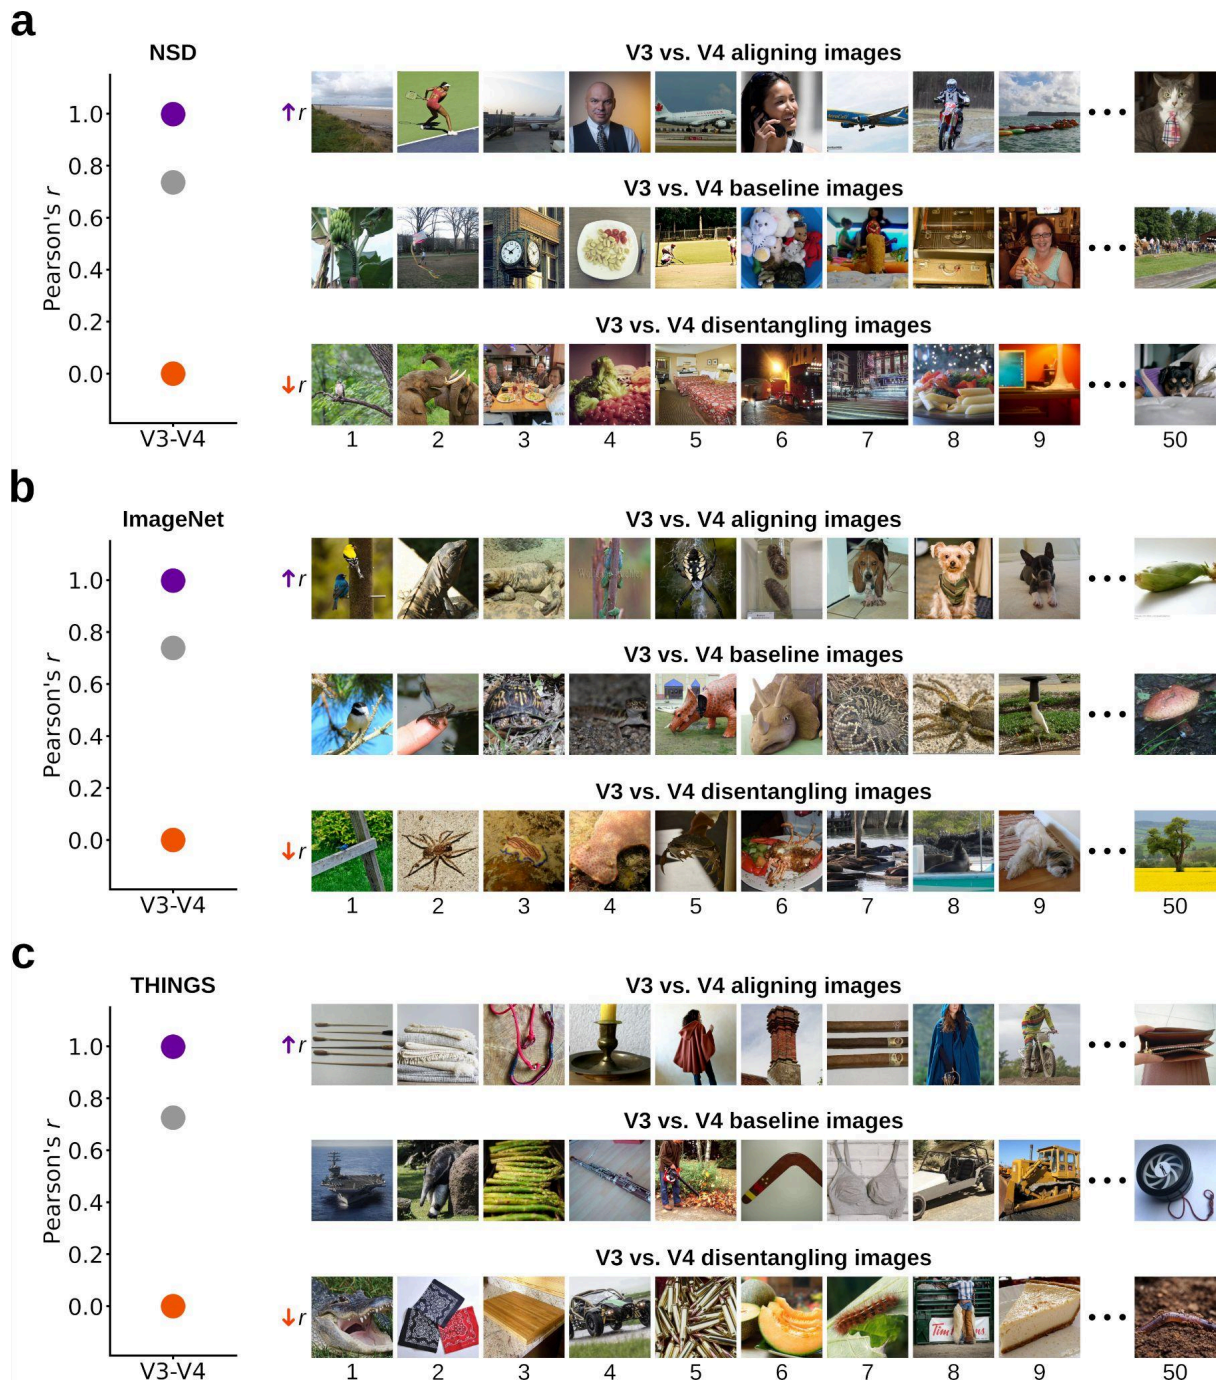 a
NSD
V3 vs. V4 aligning images
1.0
0.8
0.6
0.4
0.2
0.0
Pearson's r
V3-V4
↑r
V3 vs. V4 baseline images
V3 vs. V4 disentangling images
↓r
1 2 3 4 5 6 7 8 9 50
b
ImageNet
V3 vs. V4 aligning images
1.0
0.8
0.6
0.4
0.2
0.0
Pearson's r
V3-V4
↑r
V3 vs. V4 baseline images
V3 vs. V4 disentangling images
↓r
1 2 3 4 5 6 7 8 9 50
c
THINGS
V3 vs. V4 aligning images
1.0
0.8
0.6
0.4
0.2
0.0
Pearson's r
V3-V4
↑r
V3 vs. V4 baseline images
V3 vs. V4 disentangling images
↓r
1 2 3 4 5 6 7 8 9 50